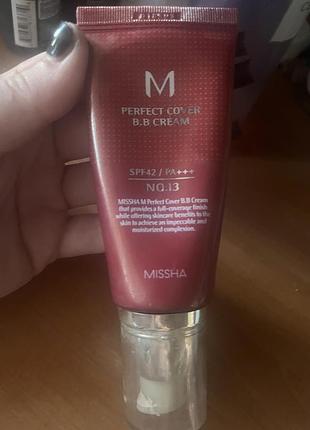 M
PERFECT COVER
B.B CREAM
SPF42 / PA+++
NO.13
MISSHA M Perfect Cover B.B Cream
that provides a full-coverage finish
while offering skincare benefits to the
skin to achieve an impeccable and
moisturized complexion.
MISSHA